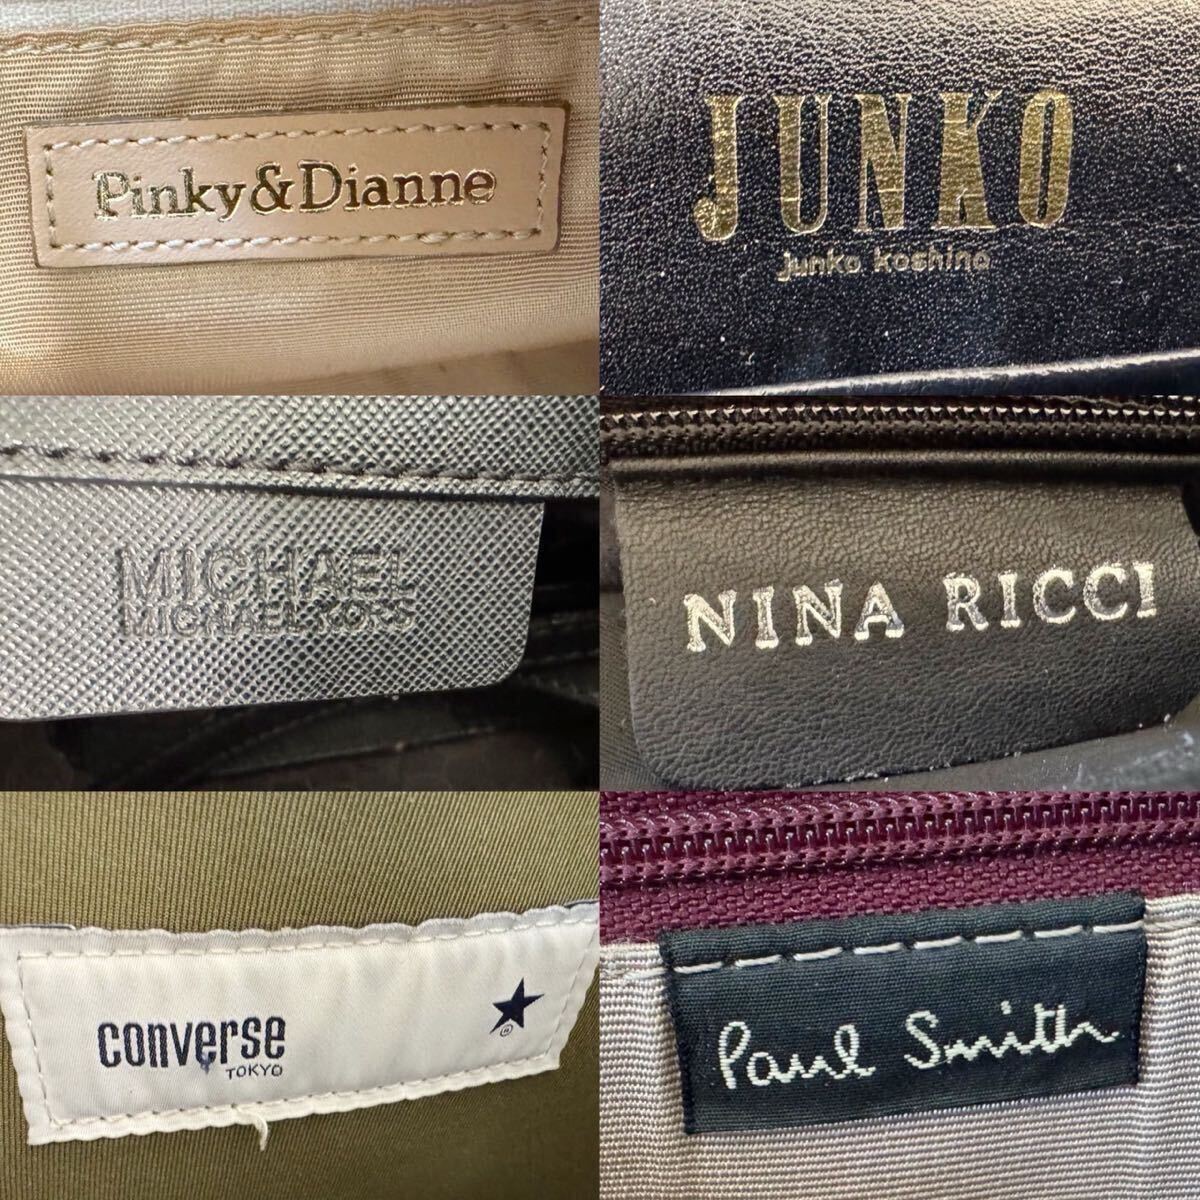 Pinky&Dianne
JUNKO
junko koshino
MICHAEL
MICHAEL KORS
NINA RICCI
converse
TOKYO
®
Paul Smith